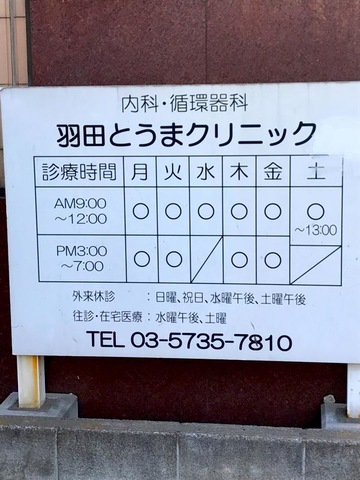 内科・循環器科
羽田とうまクリニック
診療時間 月 火 水 木 金 土
AM9:00 ～12:00 ○ ○ ○ ○ ○ ○ ～13:00
PM3:00 ～7:00 ○ ○ ／ ○ ○ ／
外来休診 ：日曜、祝日、水曜午後、土曜午後
往診・在宅医療：水曜午後、土曜
TEL 03-5735-7810